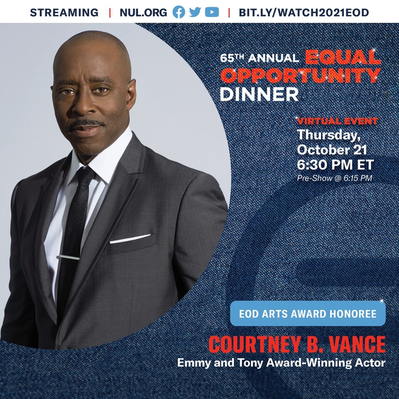 STREAMING | NUL.ORG | BIT.LY/WATCH2021EOD
65TH ANNUAL EQUAL
OPPORTUNITY
DINNER
VIRTUAL EVENT
Thursday,
October 21
6:30 PM ET
Pre-Show @ 6:15 PM
EOD ARTS AWARD HONOREE
COURTNEY B. VANCE
Emmy and Tony Award-Winning Actor